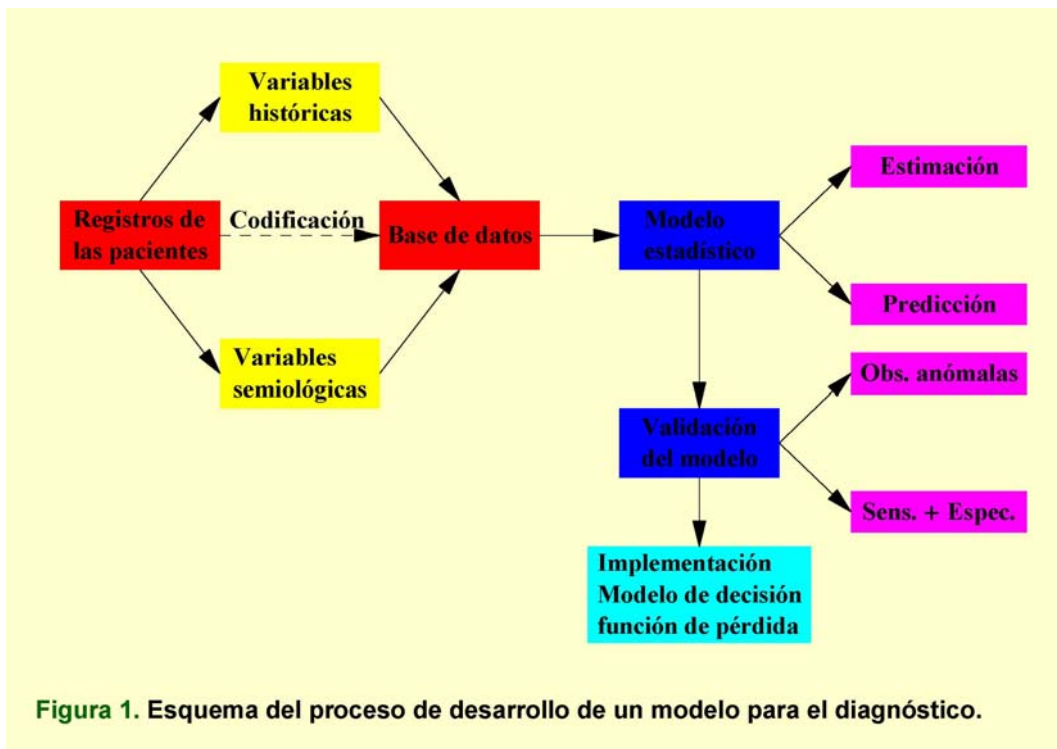 Variables
históricas
Registros de
las pacientes
Codificación
Base de datos
Variables
semiológicas
Modelo
estadístico
Estimación
Predicción
Validación
del modelo
Obs. anómalas
Sens. + Espec.
Implementación
Modelo de decisión
función de pérdida
Figura 1. Esquema del proceso de desarrollo de un modelo para el diagnóstico.